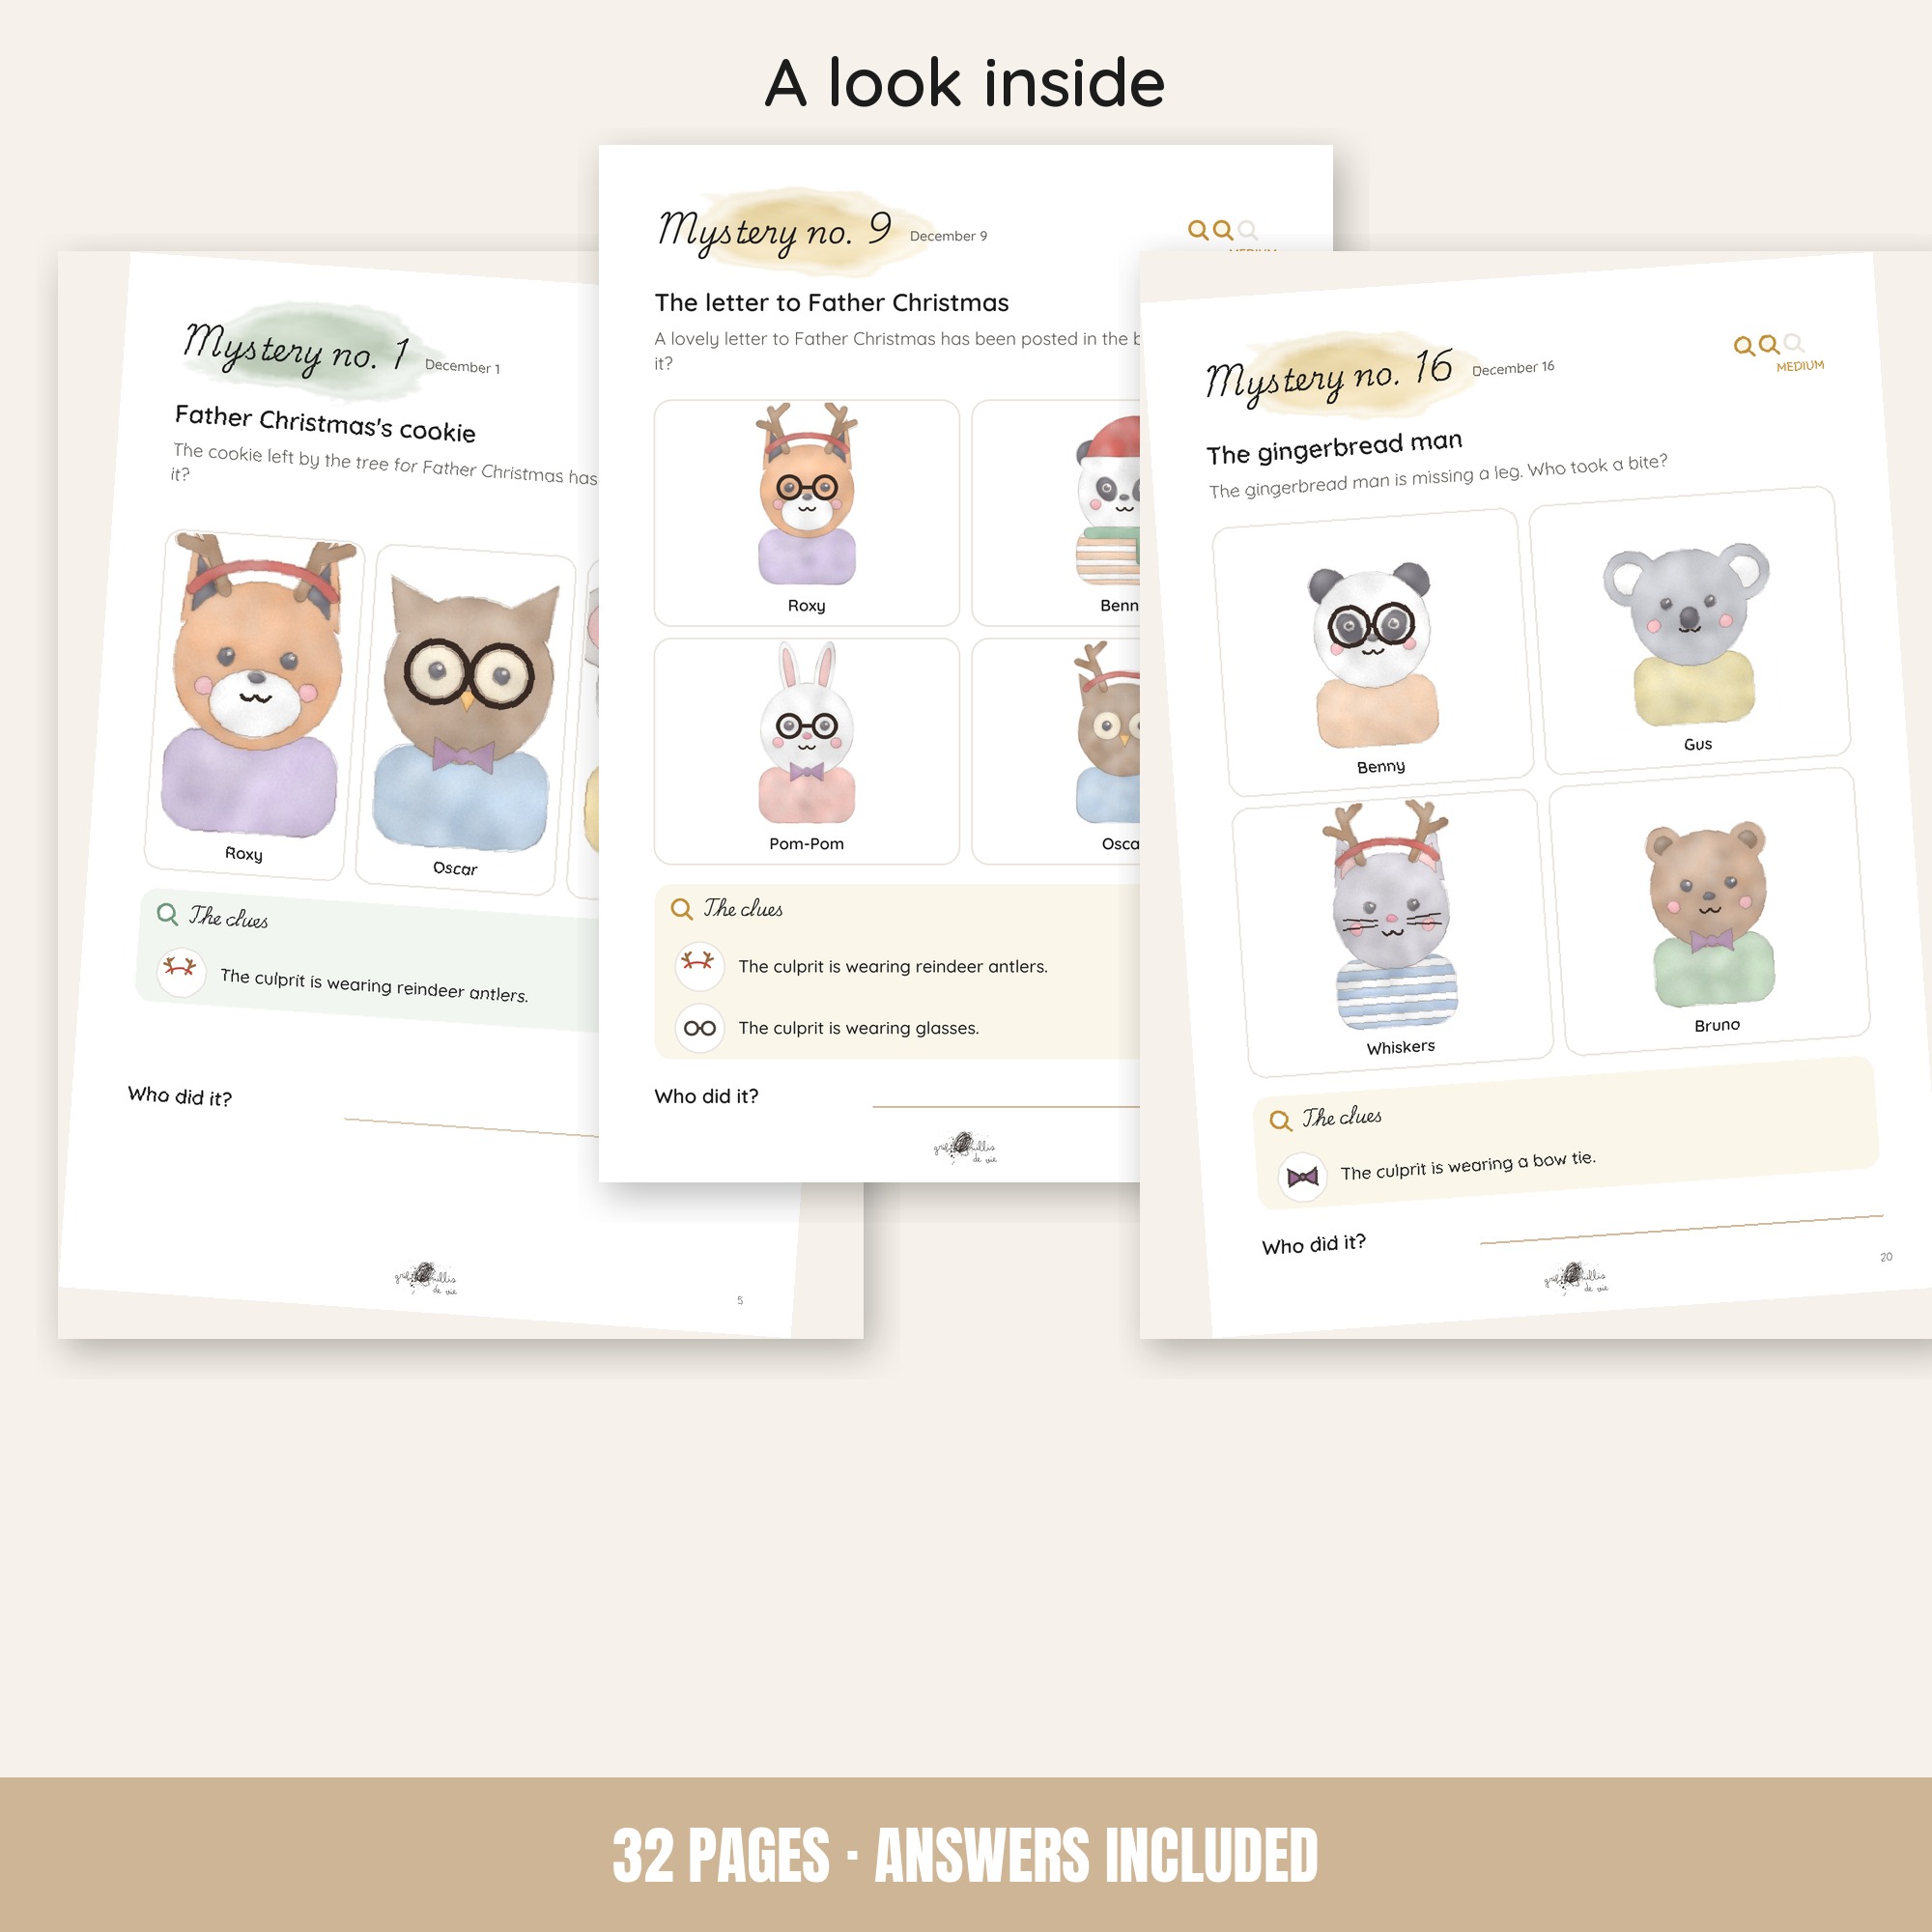 A look inside
Mystery no. 1 December 1
Father Christmas's cookie
The cookie left by the tree for Father Christmas has
it?
Roxy
Oscar
The clues
The culprit is wearing reindeer antlers.
Who did it?
5
Mystery no. 9 December 9
The letter to Father Christmas
A lovely letter to Father Christmas has been posted in the
it?
Roxy
Pom-Pom
The clues
The culprit is wearing reindeer antlers.
The culprit is wearing glasses.
Who did it?
de vie
Mystery no. 16 December 16
MEDIUM
The gingerbread man
The gingerbread man is missing a leg. Who took a bite?
Benny
Gus
Whiskers
Bruno
The clues
The culprit is wearing a bow tie.
Who did it?
de vie
20
32 PAGES · ANSWERS INCLUDED